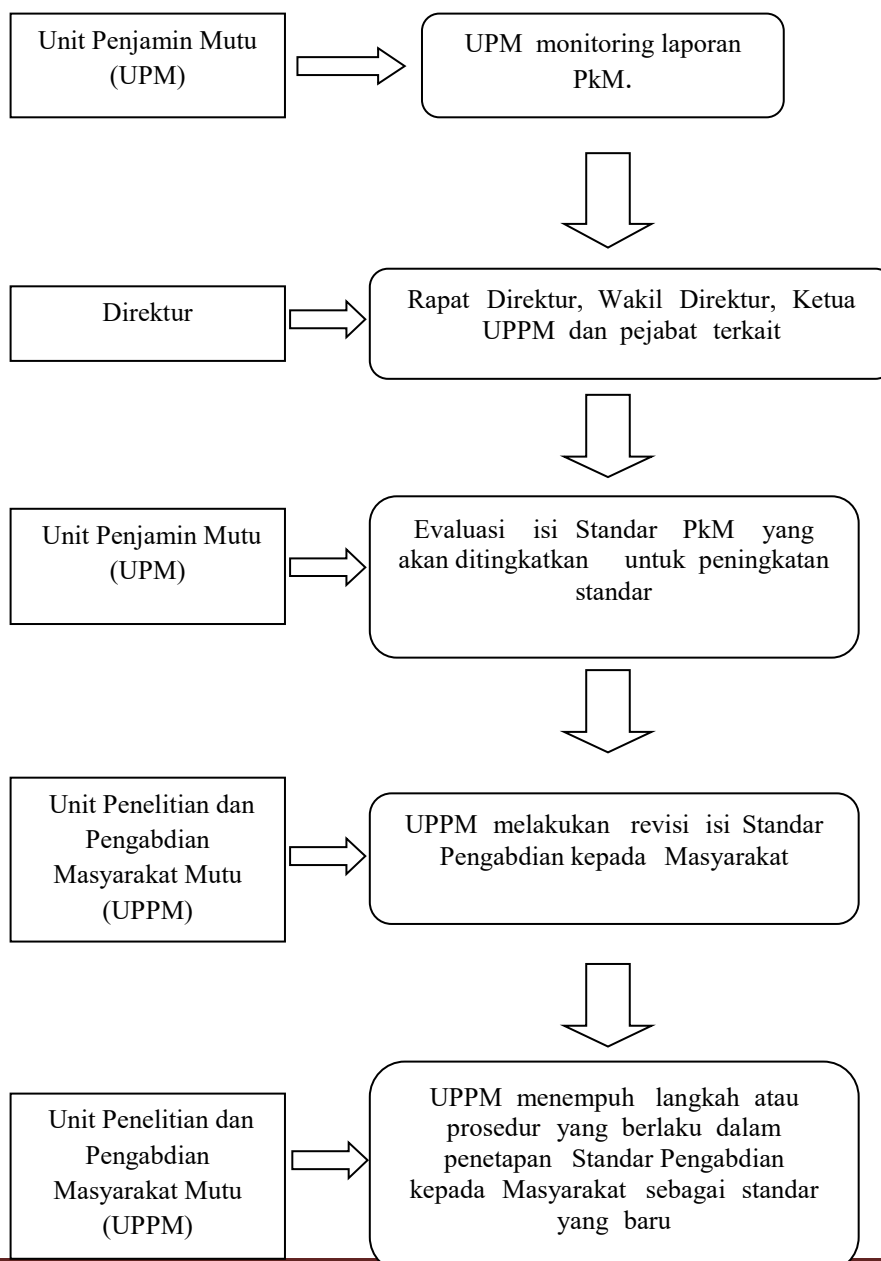 Unit Penjamin Mutu
(UPM)
UPM monitoring laporan
PkM.
Direktur
Rapat Direktur, Wakil Direktur, Ketua
UPPM dan pejabat terkait
Unit Penjamin Mutu
(UPM)
Evaluasi isi Standar PkM yang
akan ditingkatkan untuk peningkatan
standar
Unit Penelitian dan
Pengabdian
Masyarakat Mutu
(UPPM)
UPPM melakukan revisi isi Standar
Pengabdian kepada Masyarakat
Unit Penelitian dan
Pengabdian
Masyarakat Mutu
(UPPM)
UPPM menempuh langkah atau
prosedur yang berlaku dalam
penetapan Standar Pengabdian
kepada Masyarakat sebagai standar
yang baru